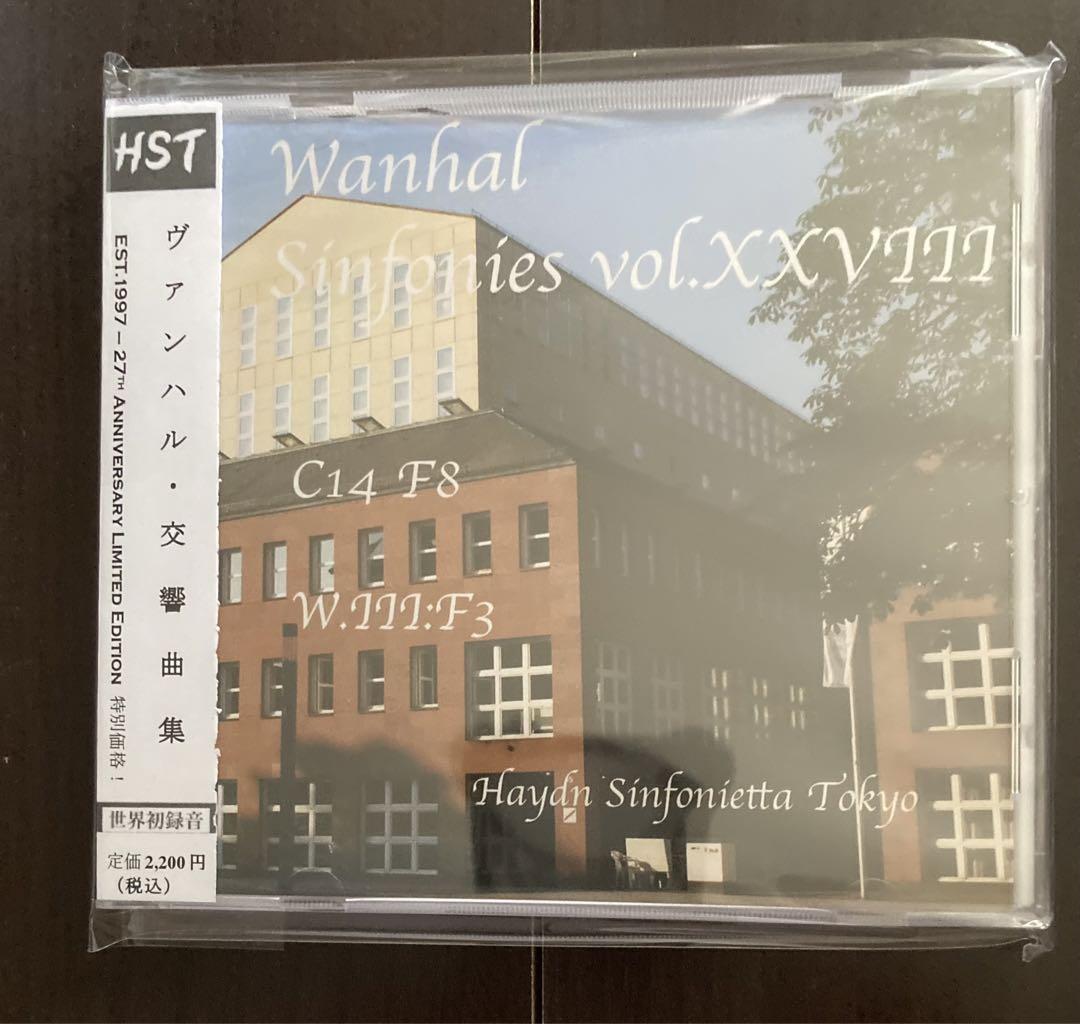 HST
ヴァンハル・交響曲集
EST.1997 – 27TH ANNIVERSARY LIMITED EDITION 特別価格！
世界初録音
定価2,200円
（税込）
Wanhal
Sinfonies vol.XXVIII
C14 F8
W.III:F3
Haydn Sinfonietta Tokyo